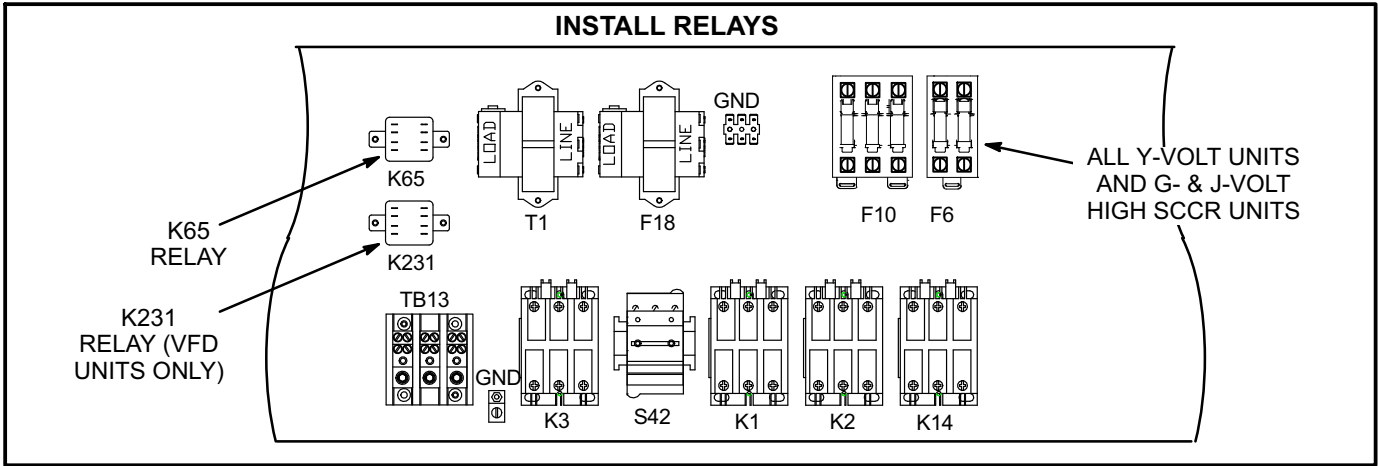 INSTALL RELAYS
GND
LOAD
LINE
LOAD
LINE
K65
T1
F18
F10
F6
ALL Y-VOLT UNITS
AND G- & J-VOLT
HIGH SCCR UNITS
K65
RELAY
K231
K231
RELAY (VFD
UNITS ONLY)
TB13
GND
K3
S42
K1
K2
K14